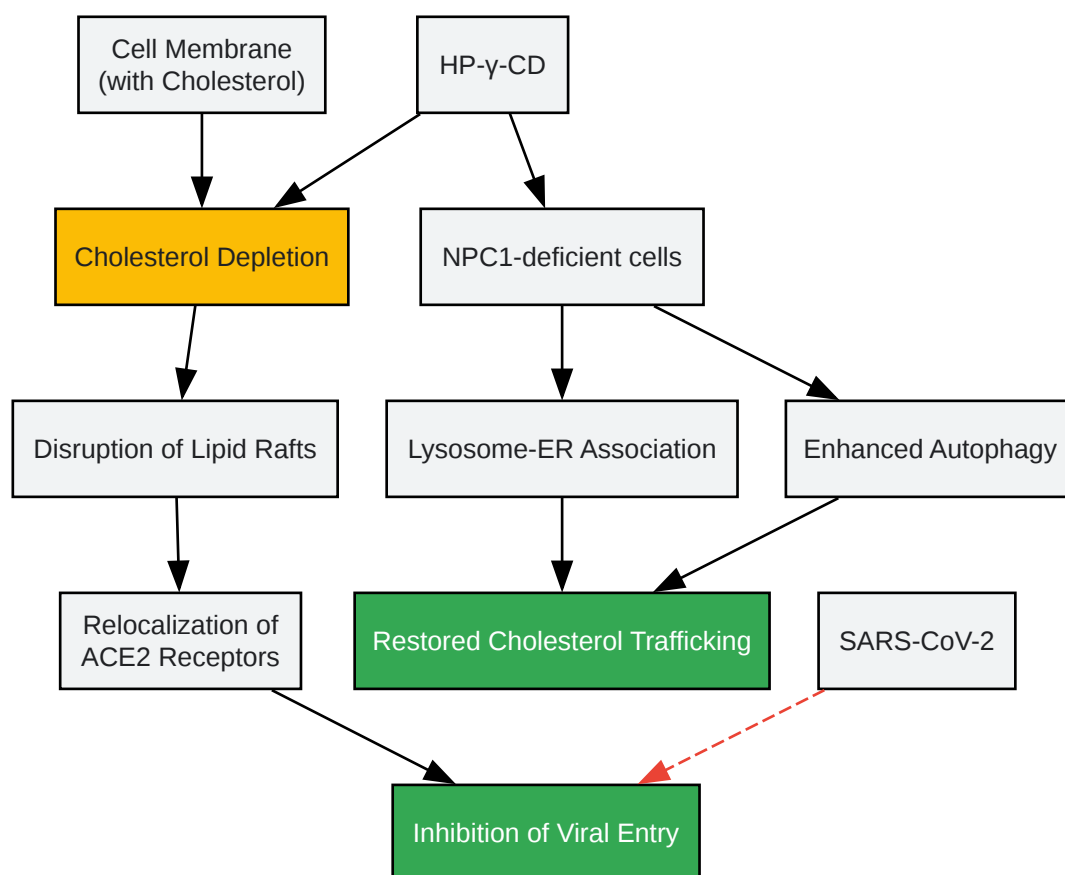 Cell Membrane
(with Cholesterol)
HP-γ-CD
Cholesterol Depletion
NPC1-deficient cells
Disruption of Lipid Rafts
Lysosome-ER Association
Enhanced Autophagy
Relocalization of
ACE2 Receptors
Restored Cholesterol Trafficking
SARS-CoV-2
Inhibition of Viral Entry